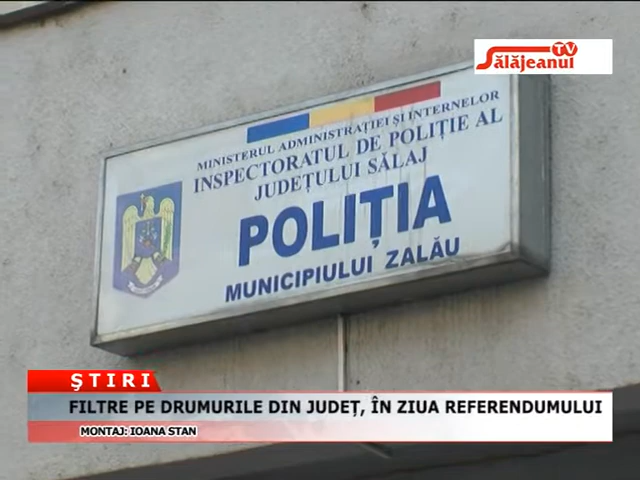 Sălăjeanul TV
MINISTERUL ADMINISTRAȚIEI ȘI INTERNELOR
INSPECTORATUL DE POLIȚIE AL
JUDEȚULUI SĂLAJ
POLIȚIA
MUNICIPIULUI ZALĂU
ŞTIRI
FILTRE PE DRUMURILE DIN JUDEȚ, ÎN ZIUA REFERENDUMULUI
MONTAJ: IOANA STAN